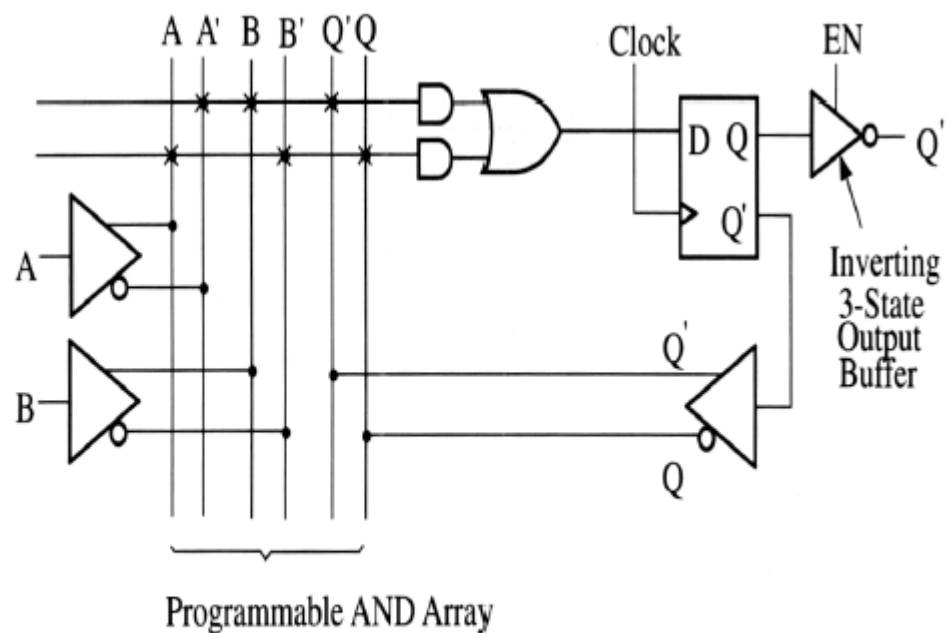 A A' B B' Q' Q
Clock
EN
D Q
Q'
Q'
A
B
Inverting
3-State
Output
Buffer
Q'
Q
Programmable AND Array